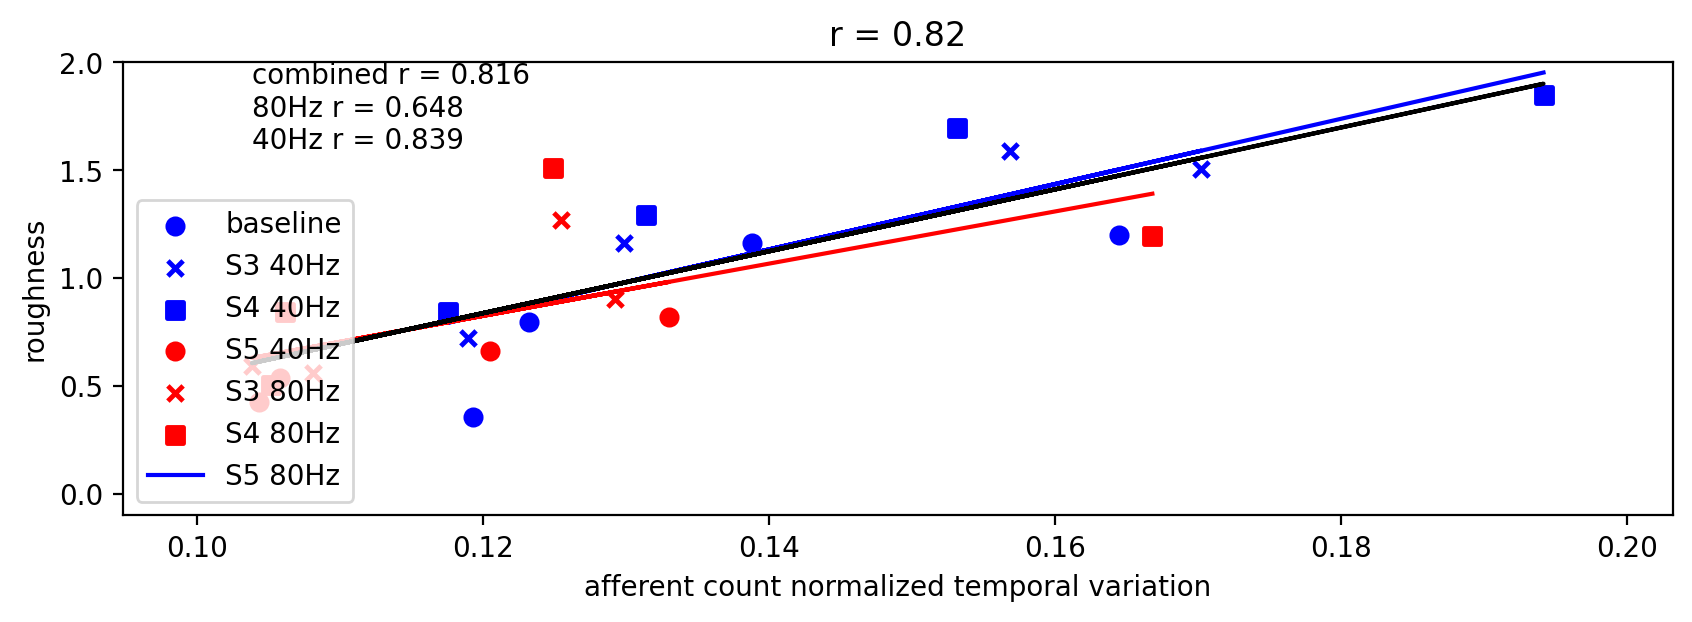 r = 0.82
combined r = 0.816
80Hz r = 0.648
40Hz r = 0.839
2.0
1.5
1.0
0.5
0.0
roughness
baseline
S3 40Hz
S4 40Hz
S5 40Hz
S3 80Hz
S4 80Hz
S5 80Hz
0.10 0.12 0.14 0.16 0.18 0.20
afferent count normalized temporal variation